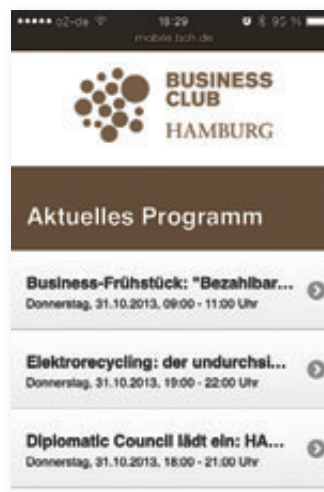 o2-de 18:29 95 %
mobile.bch.de
BUSINESS
CLUB
HAMBURG
Aktuelles Programm
Business-Frühstück: "Bezahlbar...
Donnerstag, 31.10.2013, 09:00 - 11:00 Uhr
Elektrorecycling: der undurchsi...
Donnerstag, 31.10.2013, 19:00 - 22:00 Uhr
Diplomatic Council lädt ein: HA...
Donnerstag, 31.10.2013, 18:00 - 21:00 Uhr